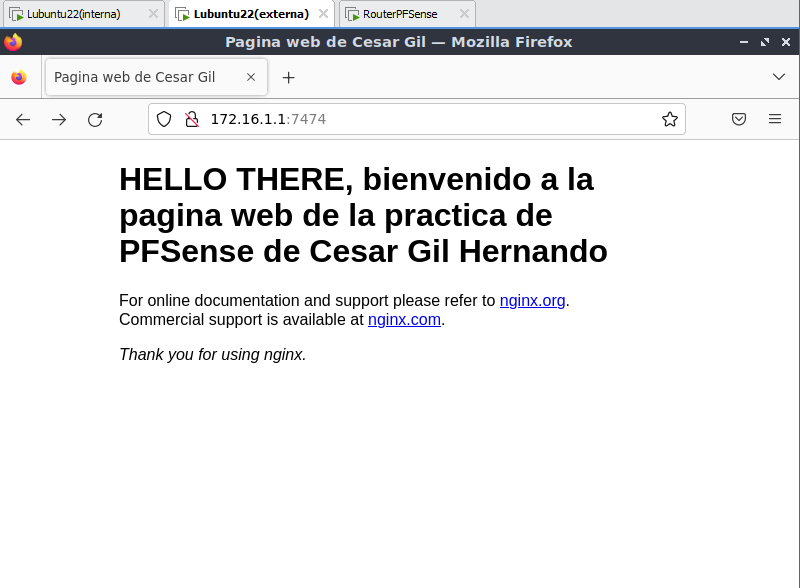 Lubuntu22(interna)
Lubuntu22(externa)
RouterPFSense
Pagina web de Cesar Gil — Mozilla Firefox
Pagina web de Cesar Gil
172.16.1.1:7474
HELLO THERE, bienvenido a la
pagina web de la practica de
PFSense de Cesar Gil Hernando
For online documentation and support please refer to nginx.org.
Commercial support is available at nginx.com.
Thank you for using nginx.